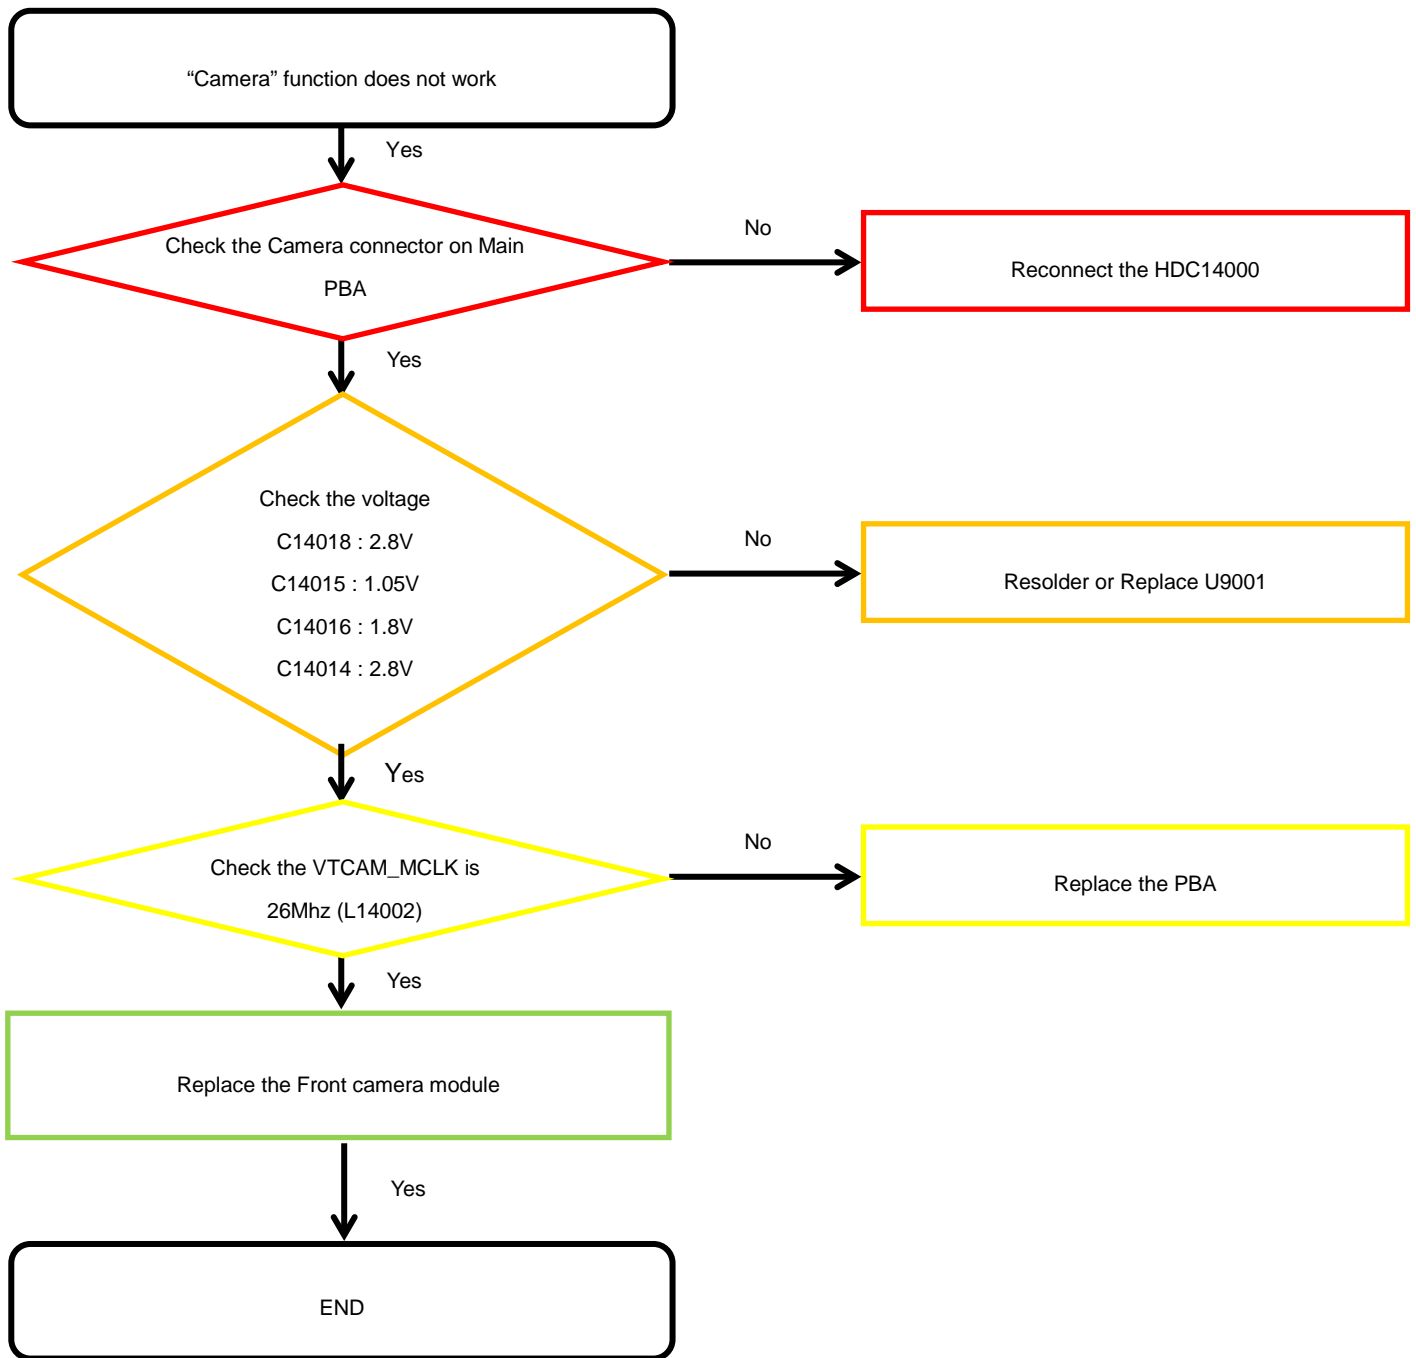 “Camera” function does not work
Yes
Check the Camera connector on Main
PBA
No
Reconnect the HDC14000
Yes
Check the voltage
C14018 : 2.8V
C14015 : 1.05V
C14016 : 1.8V
C14014 : 2.8V
No
Resolder or Replace U9001
Yes
Check the VTCAM_MCLK is
26Mhz (L14002)
No
Replace the PBA
Yes
Replace the Front camera module
Yes
END